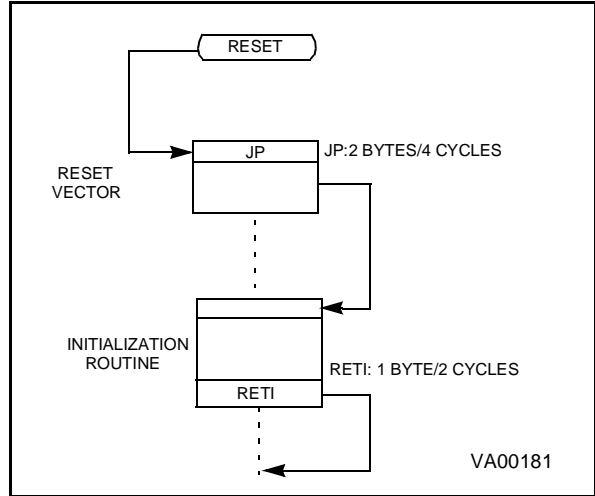 RESET
JP
JP:2 BYTES/4 CYCLES
RESET
VECTOR
INITIALIZATION
ROUTINE
RETI: 1 BYTE/2 CYCLES
RETI
VA00181